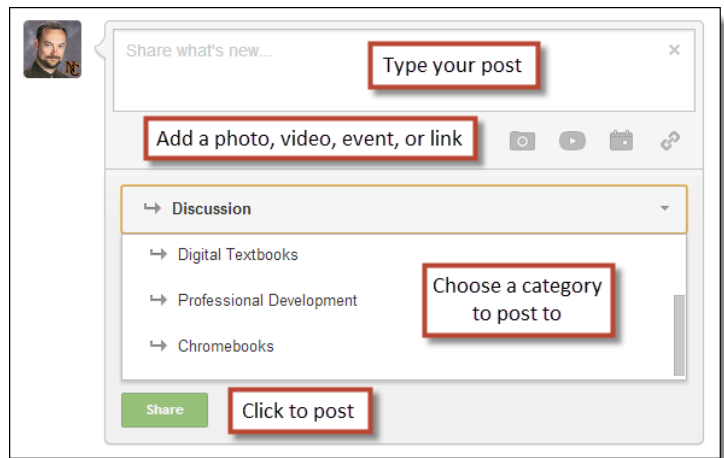 Share what's new...
Type your post
×
NC
Add a photo, video, event, or link
Discussion
Digital Textbooks
Professional Development
Chromebooks
Choose a category
to post to
Share
Click to post